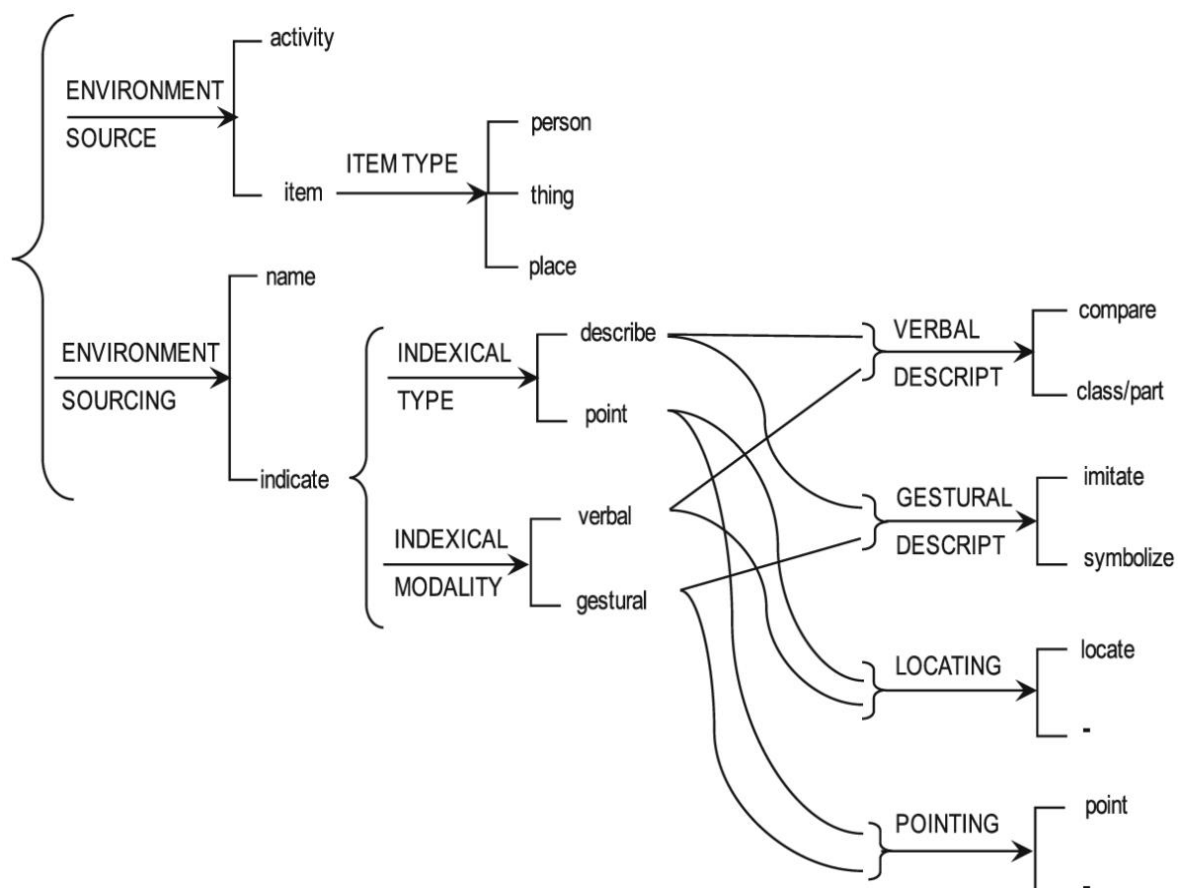 activity
ENVIRONMENT
SOURCE
item
ITEM TYPE
person
thing
place
name
ENVIRONMENT
SOURCING
indicate
INDEXICAL
TYPE
describe
point
INDEXICAL
MODALITY
verbal
gestural
VERBAL
DESCRIPT
compare
class/part
GESTURAL
DESCRIPT
imitate
symbolize
LOCATING
locate
-
POINTING
point
-